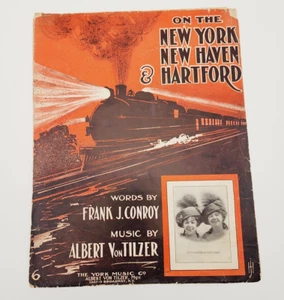 ON THE
NEW YORK
NEW HAVEN
& HARTFORD
WORDS BY
FRANK J. CONROY
MUSIC BY
ALBERT VON TILZER
THE YORK MUSIC CO
ALBERT VON TILZER, Mgr.
BROADWAY, N.Y.
6